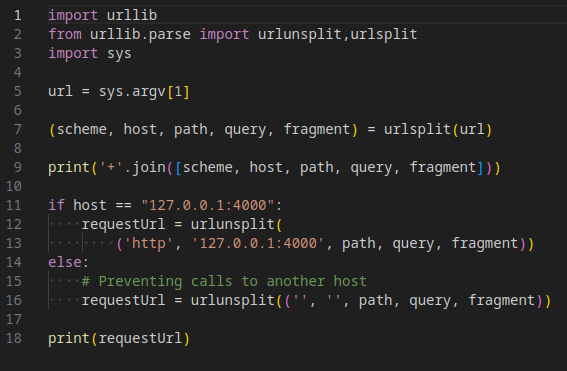 1 import urllib
2 from urllib.parse import urlunsplit,urlsplit
3 import sys
4
5 url = sys.argv[1]
6
7 (scheme, host, path, query, fragment) = urlsplit(url)
8
9 print('+'.join([scheme, host, path, query, fragment]))
10
11 if host == "127.0.0.1:4000":
12     requestUrl = urlunsplit(
13         ('http', '127.0.0.1:4000', path, query, fragment))
14 else:
15     # Preventing calls to another host
16     requestUrl = urlunsplit(('', '', path, query, fragment))
17
18 print(requestUrl)